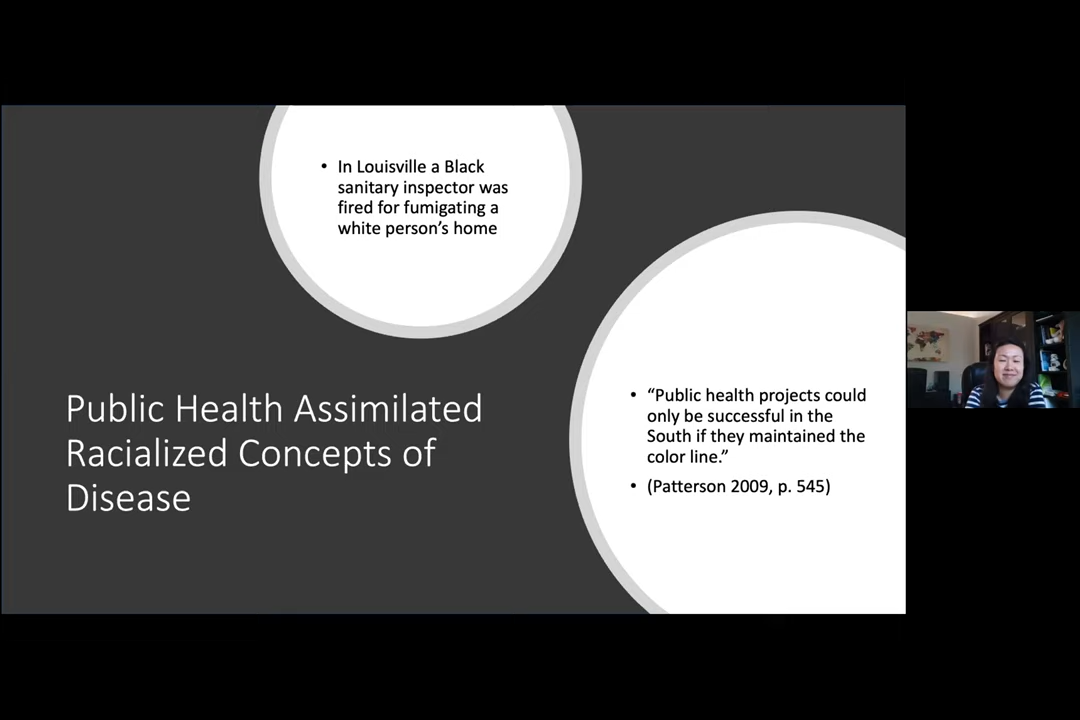 • In Louisville a Black
sanitary inspector was
fired for fumigating a
white person’s home
Public Health Assimilated
Racialized Concepts of
Disease
• “Public health projects could
only be successful in the
South if they maintained the
color line.”
• (Patterson 2009, p. 545)